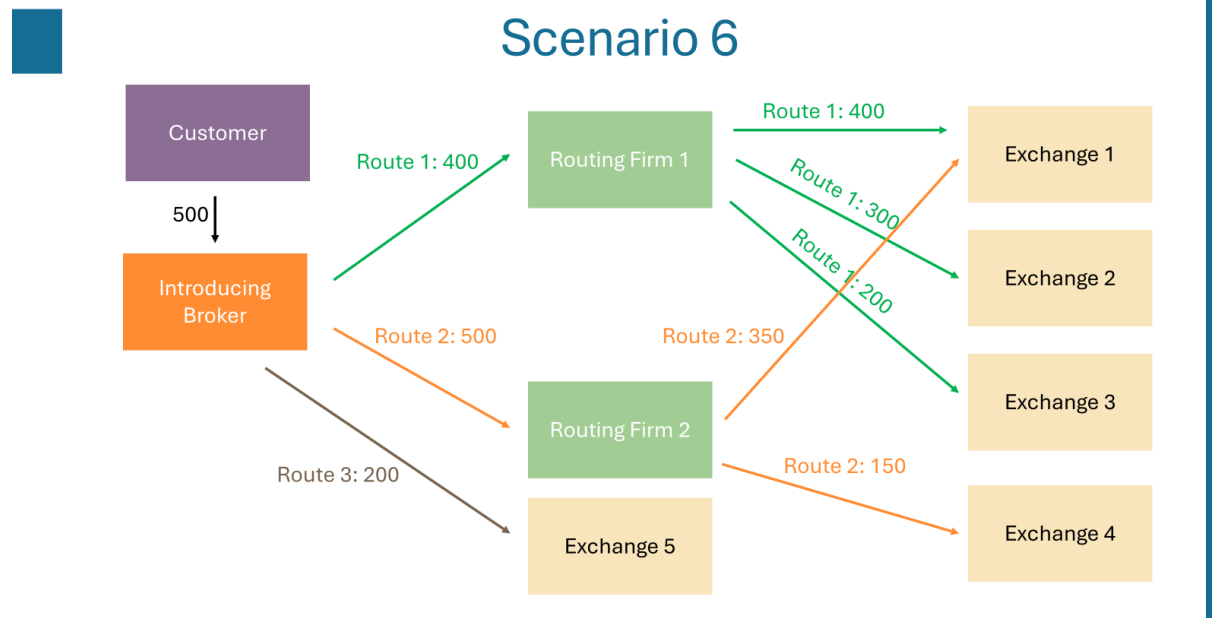 Scenario 6
Customer
500
Introducing
Broker
Route 1: 400
Route 2: 500
Route 3: 200
Routing Firm 1
Routing Firm 2
Exchange 5
Route 1: 400
Route 1: 300
Route 1: 200
Route 2: 350
Route 2: 150
Exchange 1
Exchange 2
Exchange 3
Exchange 4